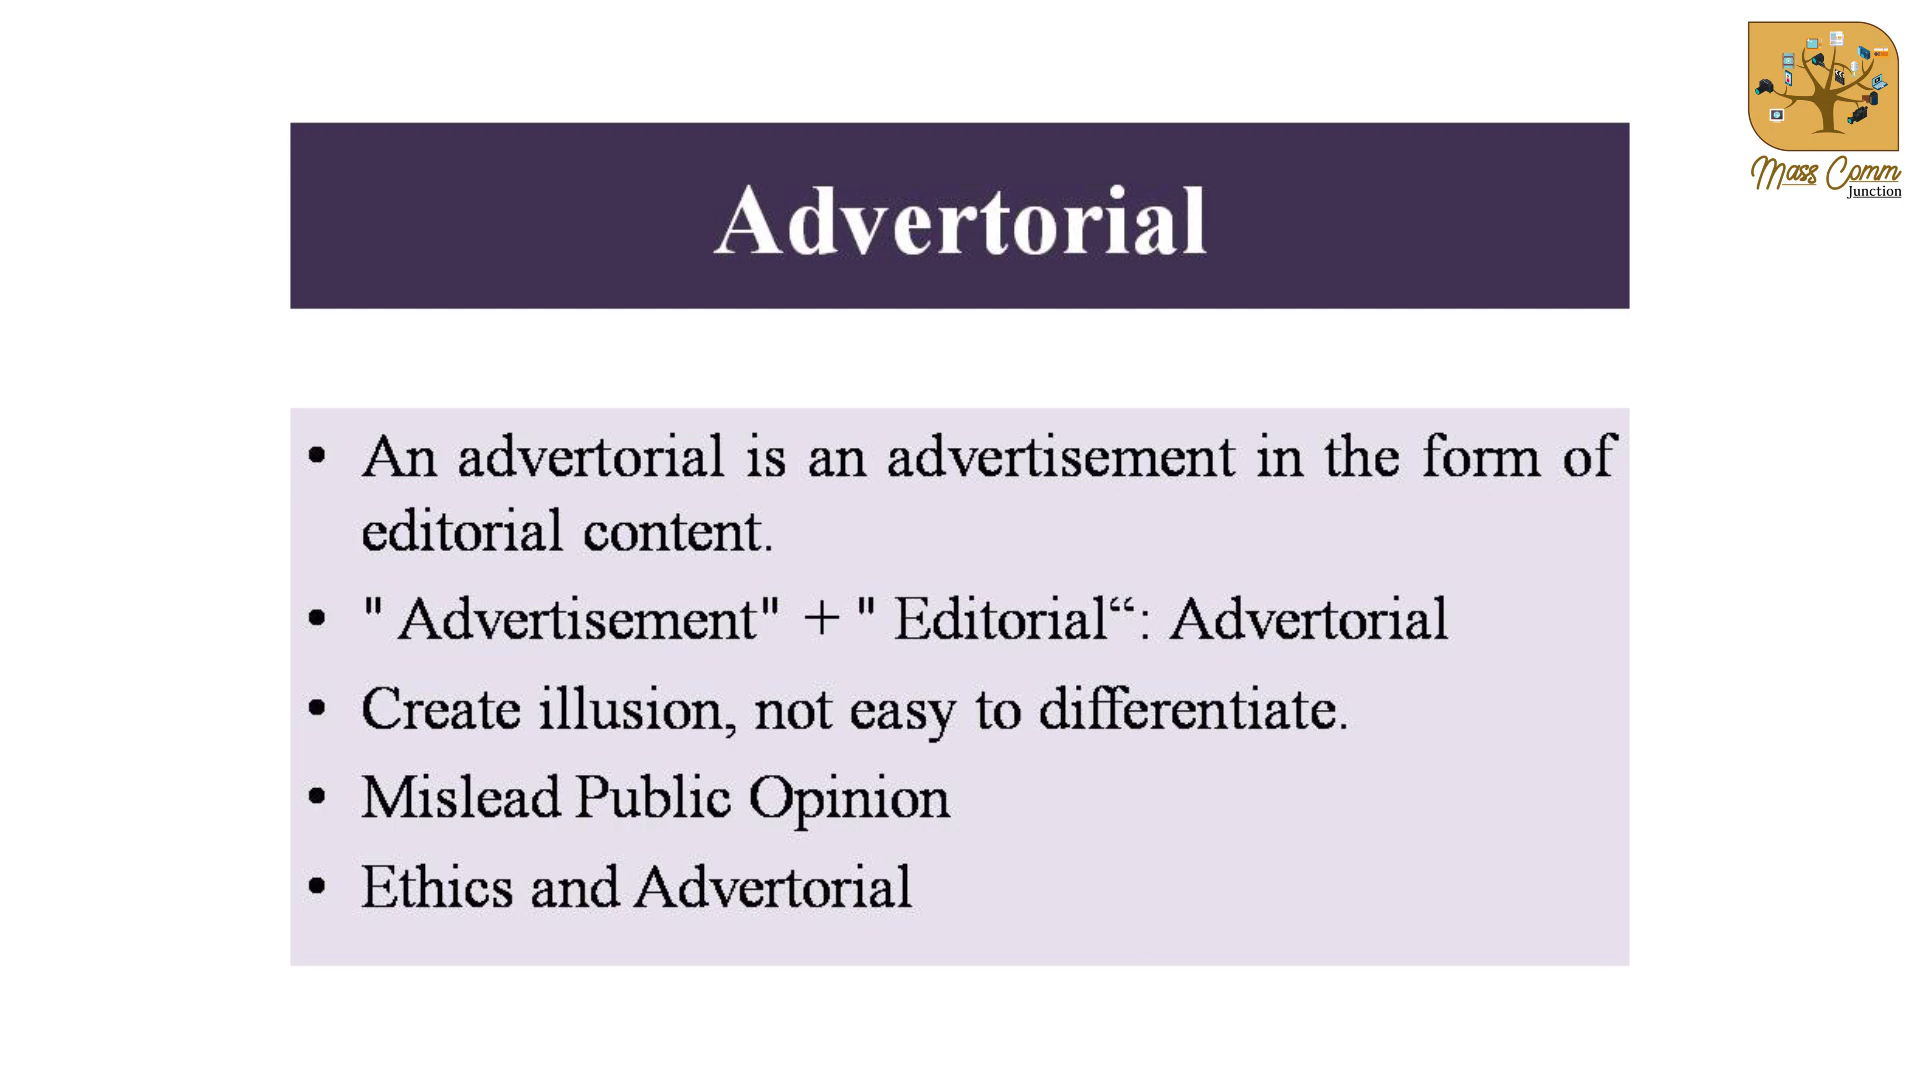 Mass Comm
Junction
Advertorial
• An advertorial is an advertisement in the form of
editorial content.
• " Advertisement" + " Editorial“: Advertorial
• Create illusion, not easy to differentiate.
• Mislead Public Opinion
• Ethics and Advertorial